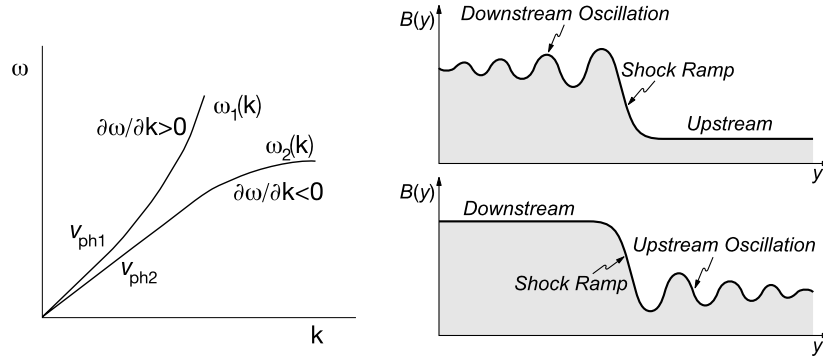 ω
∂ω/∂k>0
ω1(k)
ω2(k)
∂ω/∂k<0
vph1
vph2
k
B(y)
Downstream Oscillation
Shock Ramp
Upstream
y
B(y)
Downstream
Upstream Oscillation
Shock Ramp
y